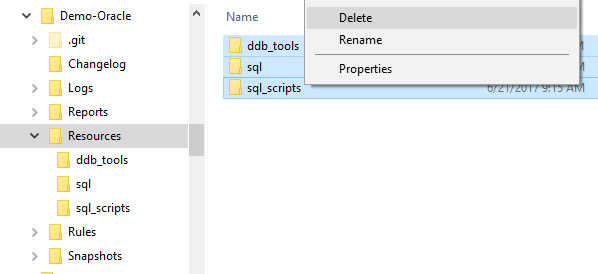 Demo-Oracle
.git
Changelog
Logs
Reports
Resources
ddb_tools
sql
sql_scripts
Rules
Snapshots
Name
Delete
Rename
Properties
ddb_tools
sql
sql_scripts 6/21/2017 9:15 AM